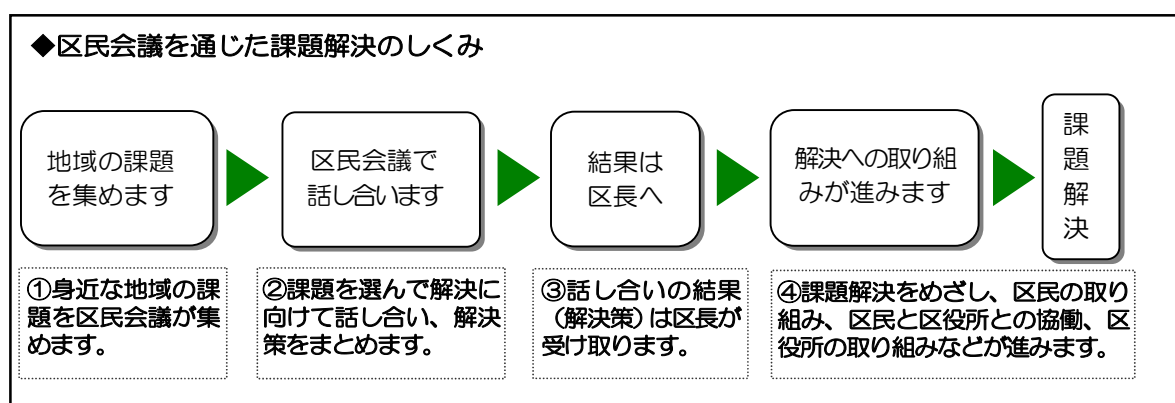 ◆区民会議を通じた課題解決のしくみ
地域の課題
を集めます
区民会議で
話し合います
結果は
区長へ
解決への取り組
みが進みます
課
題
解
決
①身近な地域の課
題を区民会議が集
めます。
②課題を選んで解決に
向けて話し合い、解決
策をまとめます。
③話し合いの結果
（解決策）は区長が
受け取ります。
④課題解決をめざし、区民の取り
組み、区民と区役所との協働、区
役所の取り組みなどが進みます。